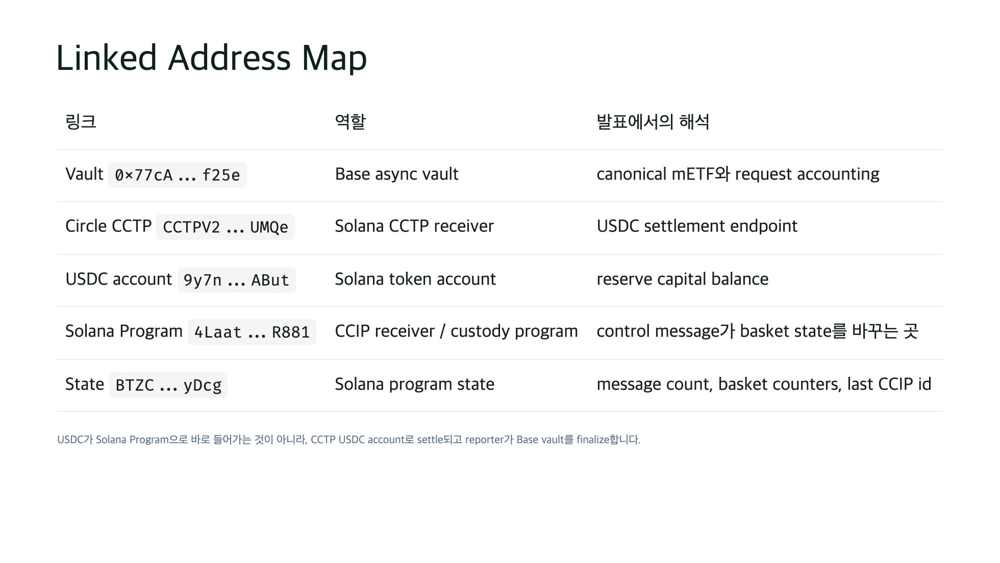 Linked Address Map
링크 역할 발표에서의 해석
Vault 0×77cA ... f25e Base async vault canonical mETF와 request accounting
Circle CCTP CCTPV2 ... UMQe Solana CCTP receiver USDC settlement endpoint
USDC account 9y7n ... ABut Solana token account reserve capital balance
Solana Program 4Laat ... R881 CCIP receiver / custody program control message가 basket state를 바꾸는 곳
State BTZC ... yDcg Solana program state message count, basket counters, last CCIP id
USDC가 Solana Program으로 바로 들어가는 것이 아니라, CCTP USDC account로 settle되고 reporter가 Base vault를 finalize합니다.